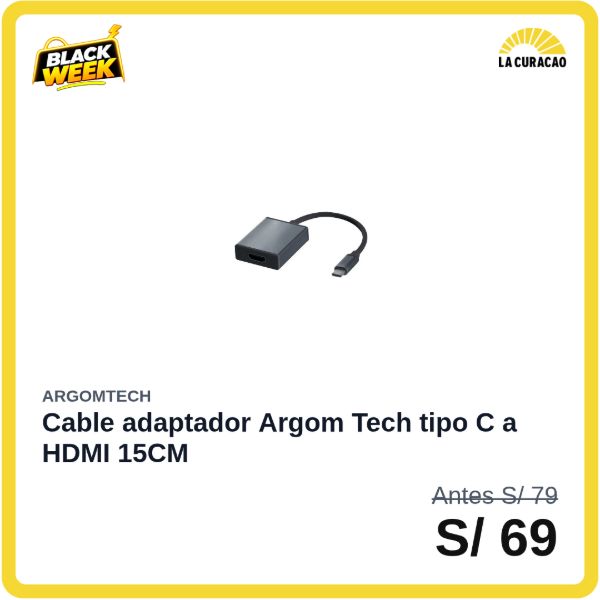 BLACK
WEEK
LA CURACAO
ARGOMTECH
Cable adaptador Argom Tech tipo C a
HDMI 15CM
Antes S/ 79
S/ 69